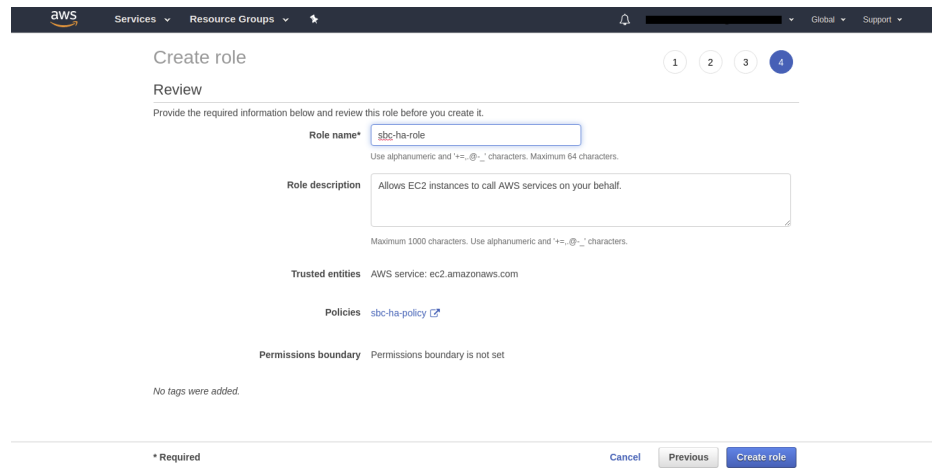 aws Services Resource Groups Global Support
Create role 1 2 3 4
Review
Provide the required information below and review this role before you create it.
Role name* sbc-ha-role
Use alphanumeric and '+=,.@-_' characters. Maximum 64 characters.
Role description Allows EC2 instances to call AWS services on your behalf.
Maximum 1000 characters. Use alphanumeric and '+=,.@-_' characters.
Trusted entities AWS service: ec2.amazonaws.com
Policies sbc-ha-policy
Permissions boundary Permissions boundary is not set
No tags were added.
* Required Cancel Previous Create role